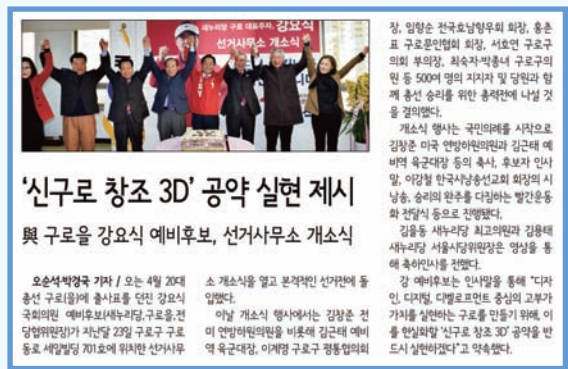 새누리당 구로 대표주자, 강요식
선거사무소 개소식
'신구로 창조 3D' 공약 실현 제시
與 구로을 강요식 예비후보, 선거사무소 개소식
오순석·박경국 기자 / 오는 4월 20대
총선 구로(을)에 출사표를 던진 강요식
국회의원 예비후보(새누리당,구로을,전
당협위원장)가 지난달 23일 구로구 구로
동로 세일빌딩 701호에 위치한 선거사무
소 개소식을 열고 본격적인 선거전에 돌
입했다.
이날 개소식 행사에서는 김창준 전
미 연방하원의원을 비롯해 김근태 예비
역 육군대장, 이계명 구로구 평통협의회
장, 임향순 전국호남향우회 회장, 홍춘
표 구로문인협회 회장, 서호연 구로구
의회 부의장, 최숙자·박종녀 구로구의
원 등 500여 명의 지지자 및 당원과 함
께 총선 승리를 위한 총력전에 나설 것
을 결의했다.
개소식 행사는 국민의례를 시작으로
김창준 미국 연방하원의원과 김근태 예
비역 육군대장 등의 축사, 후보자 인사
말, 이강철 한국시낭송선교회 회장의 시
낭송, 승리의 완주를 다짐하는 빨간운동
화 전달식 등으로 진행됐다.
김을동 새누리당 최고의원과 김용태
새누리당 서울시당위원장은 영상을 통
해 축하인사를 전했다.
강 예비후보는 인사말을 통해 "디자
인, 디지털, 디벨로프먼트 중심의 고부가
가치를 실현하는 구로를 만들기 위해, 이
를 현실화할 '신구로 창조 3D' 공약을 반
드시 실현하겠다"고 약속했다.